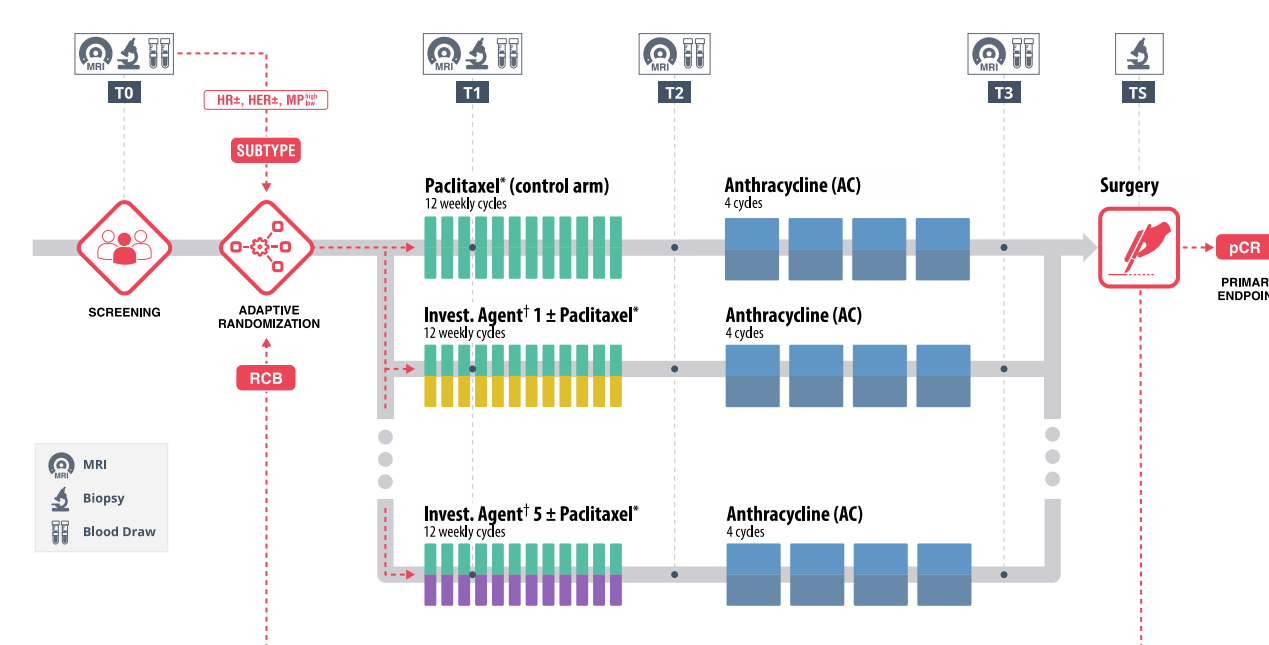 MRI
MRI
MRI
MRI
T0
T1
T2
T3
TS
HR±, HER±, MP high low
SUBTYPE
Paclitaxel* (control arm)
12 weekly cycles
Anthracycline (AC)
4 cycles
Surgery
pCR
PRIMAR
ENDPOIN
SCREENING
ADAPTIVE
RANDOMIZATION
Invest. Agent† 1 ± Paclitaxel*
12 weekly cycles
Anthracycline (AC)
4 cycles
RCB
MRI
MRI
Biopsy
Blood Draw
Invest. Agent† 5 ± Paclitaxel*
12 weekly cycles
Anthracycline (AC)
4 cycles